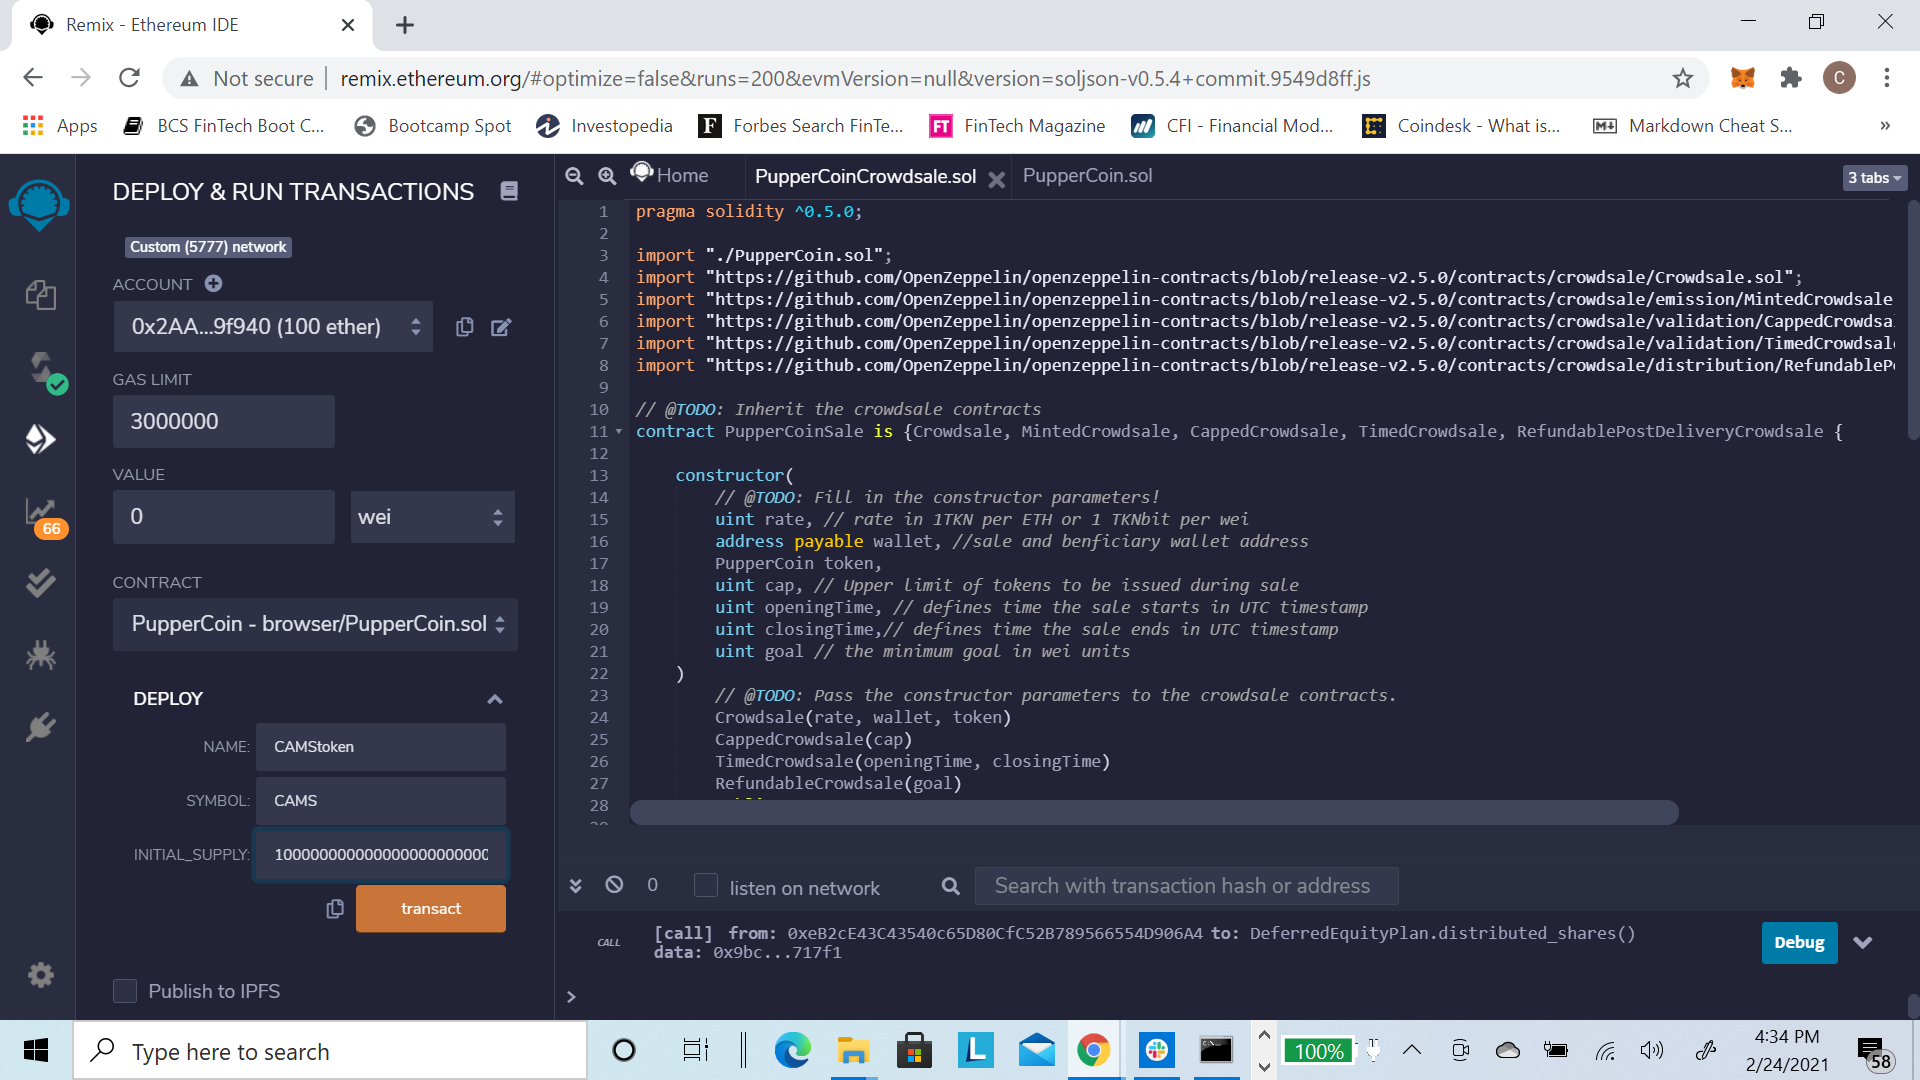 Remix - Ethereum IDE
Not secure
remix.ethereum.org/#optimize=false&runs=200&evmVersion=null&version=soljson-v0.5.4+commit.9549d8ff.js
C
Apps
BCS FinTech Boot C...
Bootcamp Spot
Investopedia
F
Forbes Search FinTe...
FT
FinTech Magazine
CFI - Financial Mod...
Coindesk - What is...
Markdown Cheat S...
»
DEPLOY & RUN TRANSACTIONS
Custom (5777) network
ACCOUNT
0x2AA...9f940 (100 ether)
GAS LIMIT
3000000
VALUE
0
wei
66
CONTRACT
PupperCoin - browser/PupperCoin.sol
DEPLOY
NAME:
CAMStoken
SYMBOL:
CAMS
INITIAL_SUPPLY:
transact
Publish to IPFS
Home
PupperCoinCrowdsale.sol
PupperCoin.sol
3 tabs
1 pragma solidity ^0.5.0;
2
3 import "./PupperCoin.sol";
4 import "https://github.com/OpenZeppelin/openzeppelin-contracts/blob/release-v2.5.0/contracts/crowdsale/Crowdsale.sol";
5 import "https://github.com/OpenZeppelin/openzeppelin-contracts/blob/release-v2.5.0/contracts/crowdsale/emission/MintedCrowdsale
6 import "https://github.com/OpenZeppelin/openzeppelin-contracts/blob/release-v2.5.0/contracts/crowdsale/validation/CappedCrowdsa
7 import "https://github.com/OpenZeppelin/openzeppelin-contracts/blob/release-v2.5.0/contracts/crowdsale/validation/TimedCrowdsal
8 import "https://github.com/OpenZeppelin/openzeppelin-contracts/blob/release-v2.5.0/contracts/crowdsale/distribution/RefundableP
9
10 // @TODO: Inherit the crowdsale contracts
11 contract PupperCoinSale is {Crowdsale, MintedCrowdsale, CappedCrowdsale, TimedCrowdsale, RefundablePostDeliveryCrowdsale {
12
13 constructor(
14 // @TODO: Fill in the constructor parameters!
15 uint rate, // rate in 1TKN per ETH or 1 TKNbit per wei
16 address payable wallet, //sale and benficiary wallet address
17 PupperCoin token,
18 uint cap, // Upper limit of tokens to be issued during sale
19 uint openingTime, // defines time the sale starts in UTC timestamp
20 uint closingTime,// defines time the sale ends in UTC timestamp
21 uint goal // the minimum goal in wei units
22 )
23 // @TODO: Pass the constructor parameters to the crowdsale contracts.
24 Crowdsale(rate, wallet, token)
25 CappedCrowdsale(cap)
26 TimedCrowdsale(openingTime, closingTime)
27 RefundableCrowdsale(goal)
28
0
listen on network
Search with transaction hash or address
CALL
[call] from: 0xeB2cE43C43540c65D80CfC52B789566554D906A4 to: DeferredEquityPlan.distributed_shares()
data: 0x9bc...717f1
Debug
>
Type here to search
L
100%
4:34 PM
2/24/2021
58